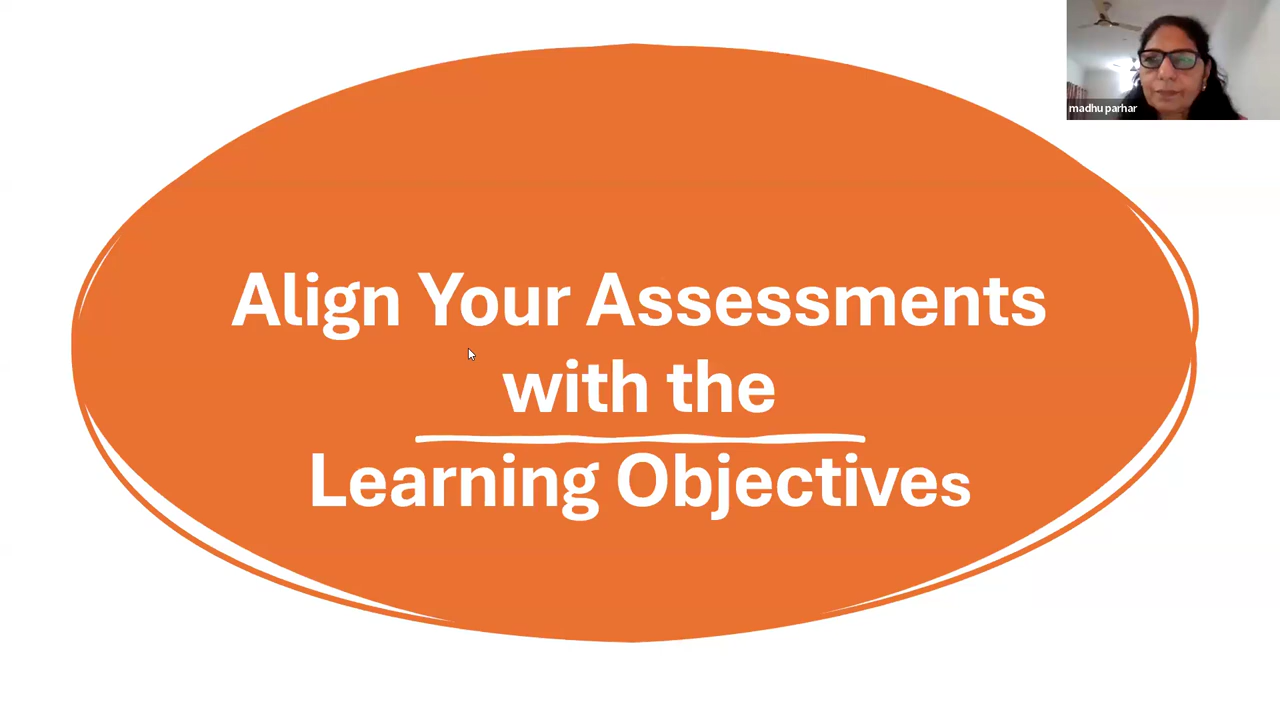 madhu parhar
Align Your Assessments
with the
Learning Objectives